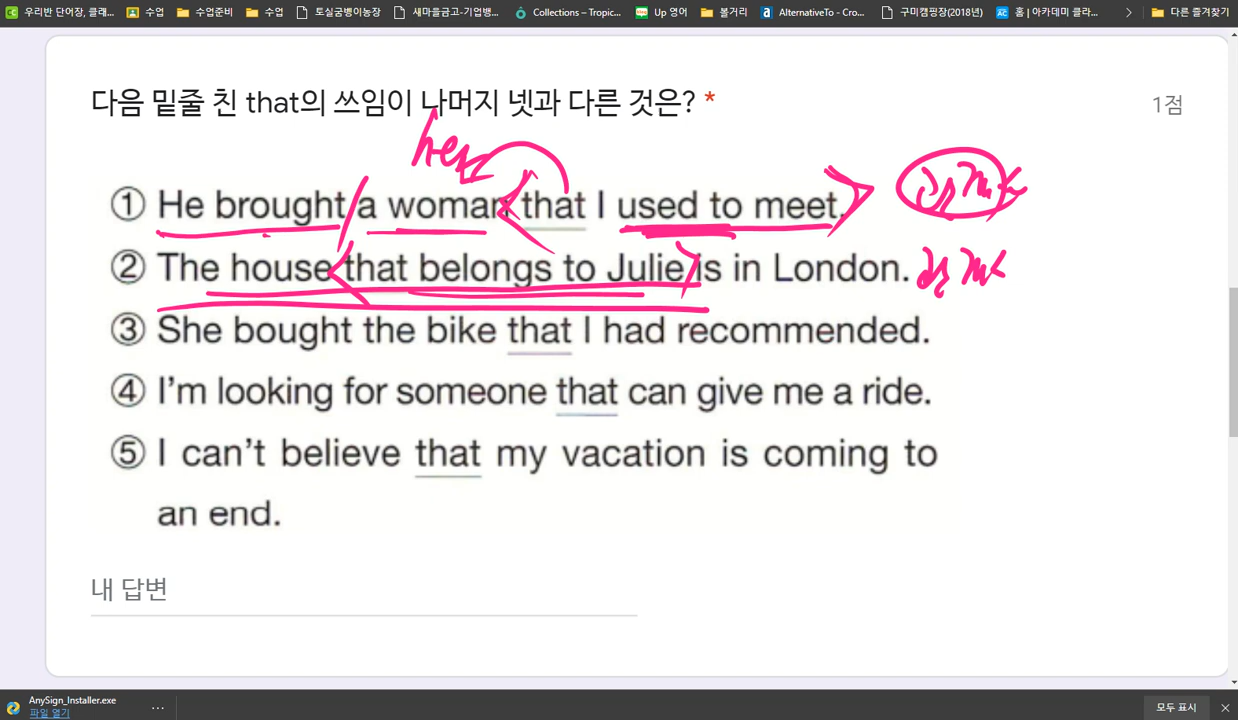 우리반 단어장, 클래... 수업 수업준비 수업 토실굼벵이농장 새마을금고-기업뱅... Collections – Tropic... Up 영어 볼거리 AlternativeTo - Cro... 구미캠핑장(2018년) 홈 | 아카데미 클라... 다른 즐겨찾기
다음 밑줄 친 that의 쓰임이 나머지 넷과 다른 것은? *
1점
her
① He brought a woman that I used to meet.
② The house that belongs to Julie is in London.
③ She bought the bike that I had recommended.
④ I'm looking for someone that can give me a ride.
⑤ I can't believe that my vacation is coming to
an end.
내 답변
AnySign_Installer.exe
파일 열기
...
모두 표시